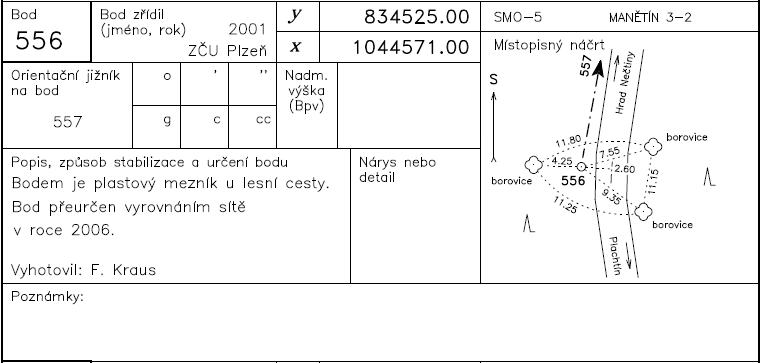 Bod
556
Bod zřídil
(jméno, rok) 2001
ZČU Plzeň
y 834525.00
x 1044571.00
SMO-5 MANĚTÍN 3-2
Orientační jižník
na bod
557
o ' "
g c cc
Nadm.
výška
(Bpv)
Popis, způsob stabilizace a určení bodu
Bodem je plastový mezník u lesní cesty.
Bod přeurčen vyrovnáním sítě
v roce 2006.
Vyhotovil: F. Kraus
Nárys nebo
detail
Místopisný náčrt
S
557
Hrad Nečtiny
11.80
borovice
7.55
4.25
2.60
556
borovice
11.15
9.35
11.25
borovice
Plachtín
Poznámky: